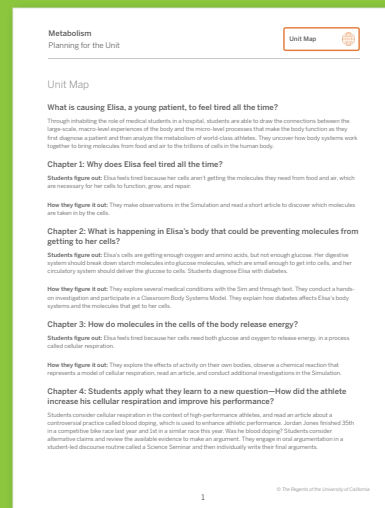 Metabolism
Planning for the Unit
Unit Map
Unit Map
What is causing Elisa, a young patient, to feel tired all the time?
Through inhabiting the role of medical students in a hospital, students are able to draw the connections between the
large-scale, macro-level experiences of the body and the micro-level processes that make the body function as they
first diagnose a patient and then analyze the metabolism of world-class athletes. They uncover how body systems work
together to bring molecules from food and air to the trillions of cells in the human body.
Chapter 1: Why does Elisa feel tired all the time?
Students figure out: Elisa feels tired because her cells aren't getting the molecules they need from food and air, which
are necessary for her cells to function, grow, and repair.
How they figure it out: They make observations in the Simulation and read a short article to discover which molecules
are taken in by the cells.
Chapter 2: What is happening in Elisa's body that could be preventing molecules from
getting to her cells?
Students figure out: Elisa's cells are getting enough oxygen and amino acids, but not enough glucose. Her digestive
system should break down starch molecules into glucose molecules, which are small enough to get into cells, and her
circulatory system should deliver the glucose to cells. Students diagnose Elisa with diabetes.
How they figure it out: They explore several medical conditions with the Sim and through text. They conduct a hands-
on investigation and participate in a Classroom Body Systems Model. They explain how diabetes affects Elisa's body
systems and the molecules that get to her cells.
Chapter 3: How do molecules in the cells of the body release energy?
Students figure out: Elisa feels tired because her cells need both glucose and oxygen to release energy, in a process
called cellular respiration.
How they figure it out: They explore the effects of activity on their own bodies, observe a chemical reaction that
represents a model of cellular respiration, read an article, and conduct additional investigations in the Simulation.
Chapter 4: Students apply what they learn to a new question—How did the athlete
increase his cellular respiration and improve his performance?
Students consider cellular respiration in the context of high-performance athletes, and read an article about a
controversial practice called blood doping, which is used to enhance athletic performance. Jordan Jones finished 35th
in a competitive bike race last year and 1st in a similar race this year. Was he blood doping? Students consider
alternative claims and review the available evidence to make an argument. They engage in oral argumentation in a
student-led discourse routine called a Science Seminar and then individually write their final arguments.
© The Regents of the University of California
1